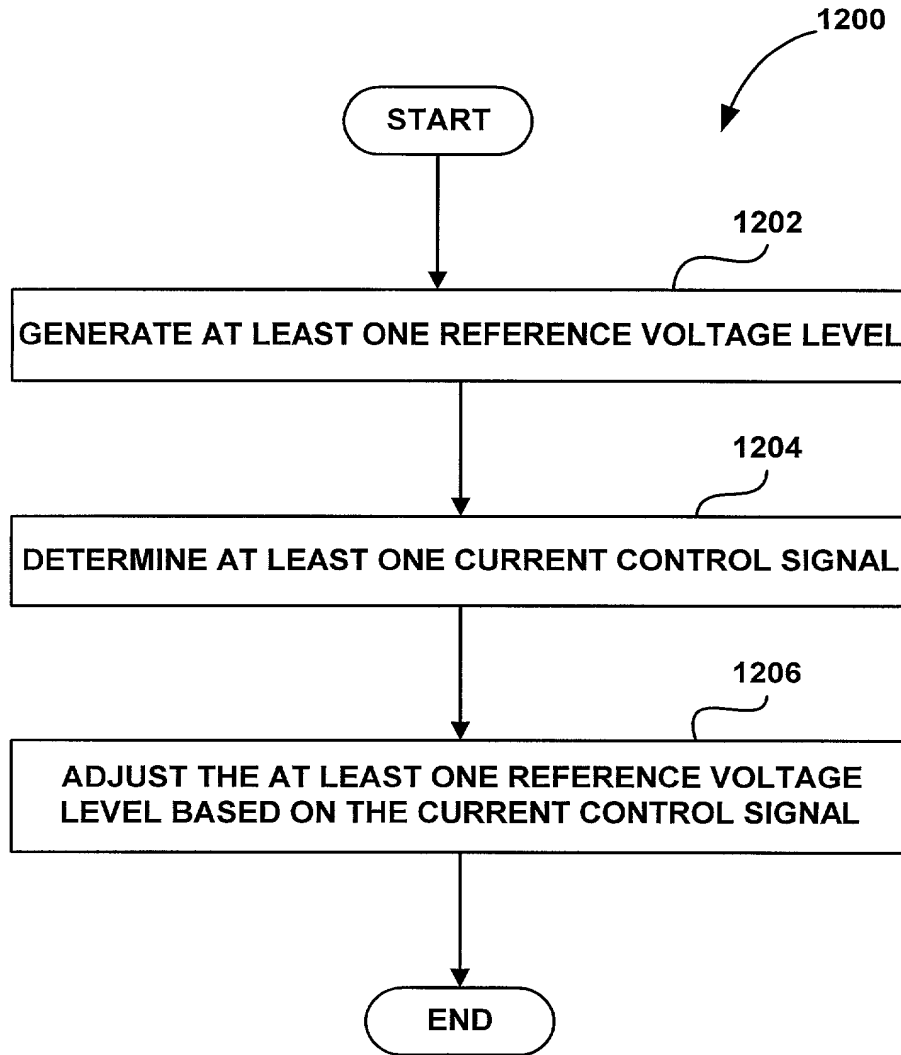 1200
START
1202
GENERATE AT LEAST ONE REFERENCE VOLTAGE LEVEL
1204
DETERMINE AT LEAST ONE CURRENT CONTROL SIGNAL
1206
ADJUST THE AT LEAST ONE REFERENCE VOLTAGE
LEVEL BASED ON THE CURRENT CONTROL SIGNAL
END